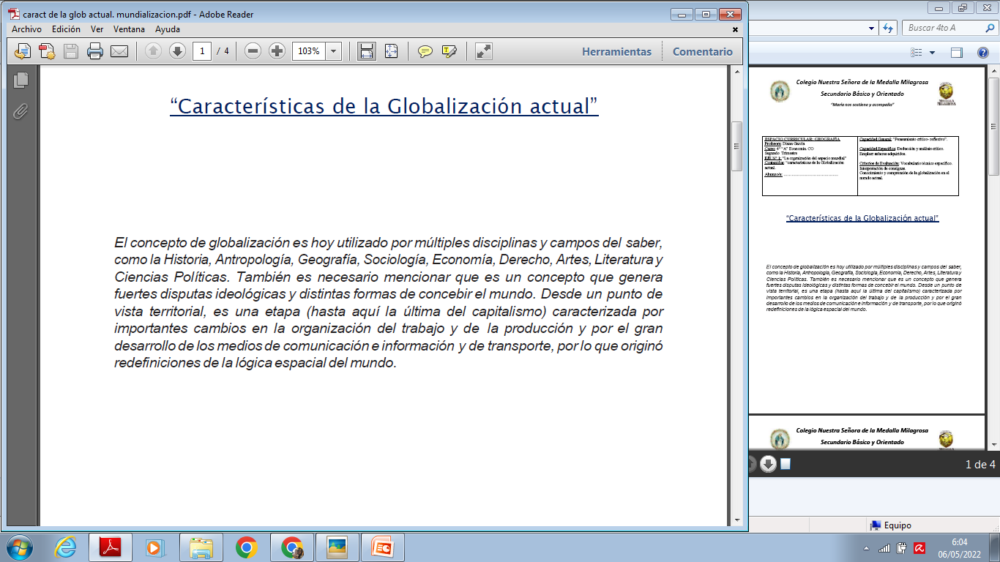 caract de la glob actual. mundializacion.pdf - Adobe Reader
Archivo Edición Ver Ventana Ayuda
1 / 4 103% Herramientas Comentario
“Características de la Globalización actual”
El concepto de globalización es hoy utilizado por múltiples disciplinas y campos del saber,
como la Historia, Antropología, Geografía, Sociología, Economía, Derecho, Artes, Literatura y
Ciencias Políticas. También es necesario mencionar que es un concepto que genera
fuertes disputas ideológicas y distintas formas de concebir el mundo. Desde un punto de
vista territorial, es una etapa (hasta aquí la última del capitalismo) caracterizada por
importantes cambios en la organización del trabajo y de la producción y por el gran
desarrollo de los medios de comunicación e información y de transporte, por lo que originó
redefiniciones de la lógica espacial del mundo.
Buscar 4to A
Colegio Nuestra Señora de la Medalla Milagrosa
Secundario Básico y Orientado
“María nos sostiene y acompaña”
MILAGROSA
ESPACIO CURRICULAR: GEOGRAFÍA
Profesora: Diana García
Curso: 4° “A” Economía. CO
Segundo Trimestre
EJE N° 1: “La organización del espacio mundial”
Contenidos: “características de la Globalización
actual.
Alumno/a: ........................................
Capacidad General: “Pensamiento crítico- reflexivo”.
Capacidad Específica: Deducción y análisis crítico.
Emplear saberes adquiridos.
Criterios de Evaluación: Vocabulario técnico específico.
Interpretación de consignas.
Conocimiento y comprensión de la globalización en el
mundo actual.
“Características de la Globalización actual”
El concepto de globalización es hoy utilizado por múltiples disciplinas y campos del saber,
como la Historia, Antropología, Geografía, Sociología, Economía, Derecho, Artes, Literatura y
Ciencias Políticas. También es necesario mencionar que es un concepto que genera
fuertes disputas ideológicas y distintas formas de concebir el mundo. Desde un punto de
vista territorial, es una etapa (hasta aquí la última del capitalismo) caracterizada por
importantes cambios en la organización del trabajo y de la producción y por el gran
desarrollo de los medios de comunicación e información y de transporte, por lo que originó
redefiniciones de la lógica espacial del mundo.
Colegio Nuestra Señora de la Medalla Milagrosa
Secundario Básico y Orientado
1 de 4
Equipo
6:04
06/05/2022